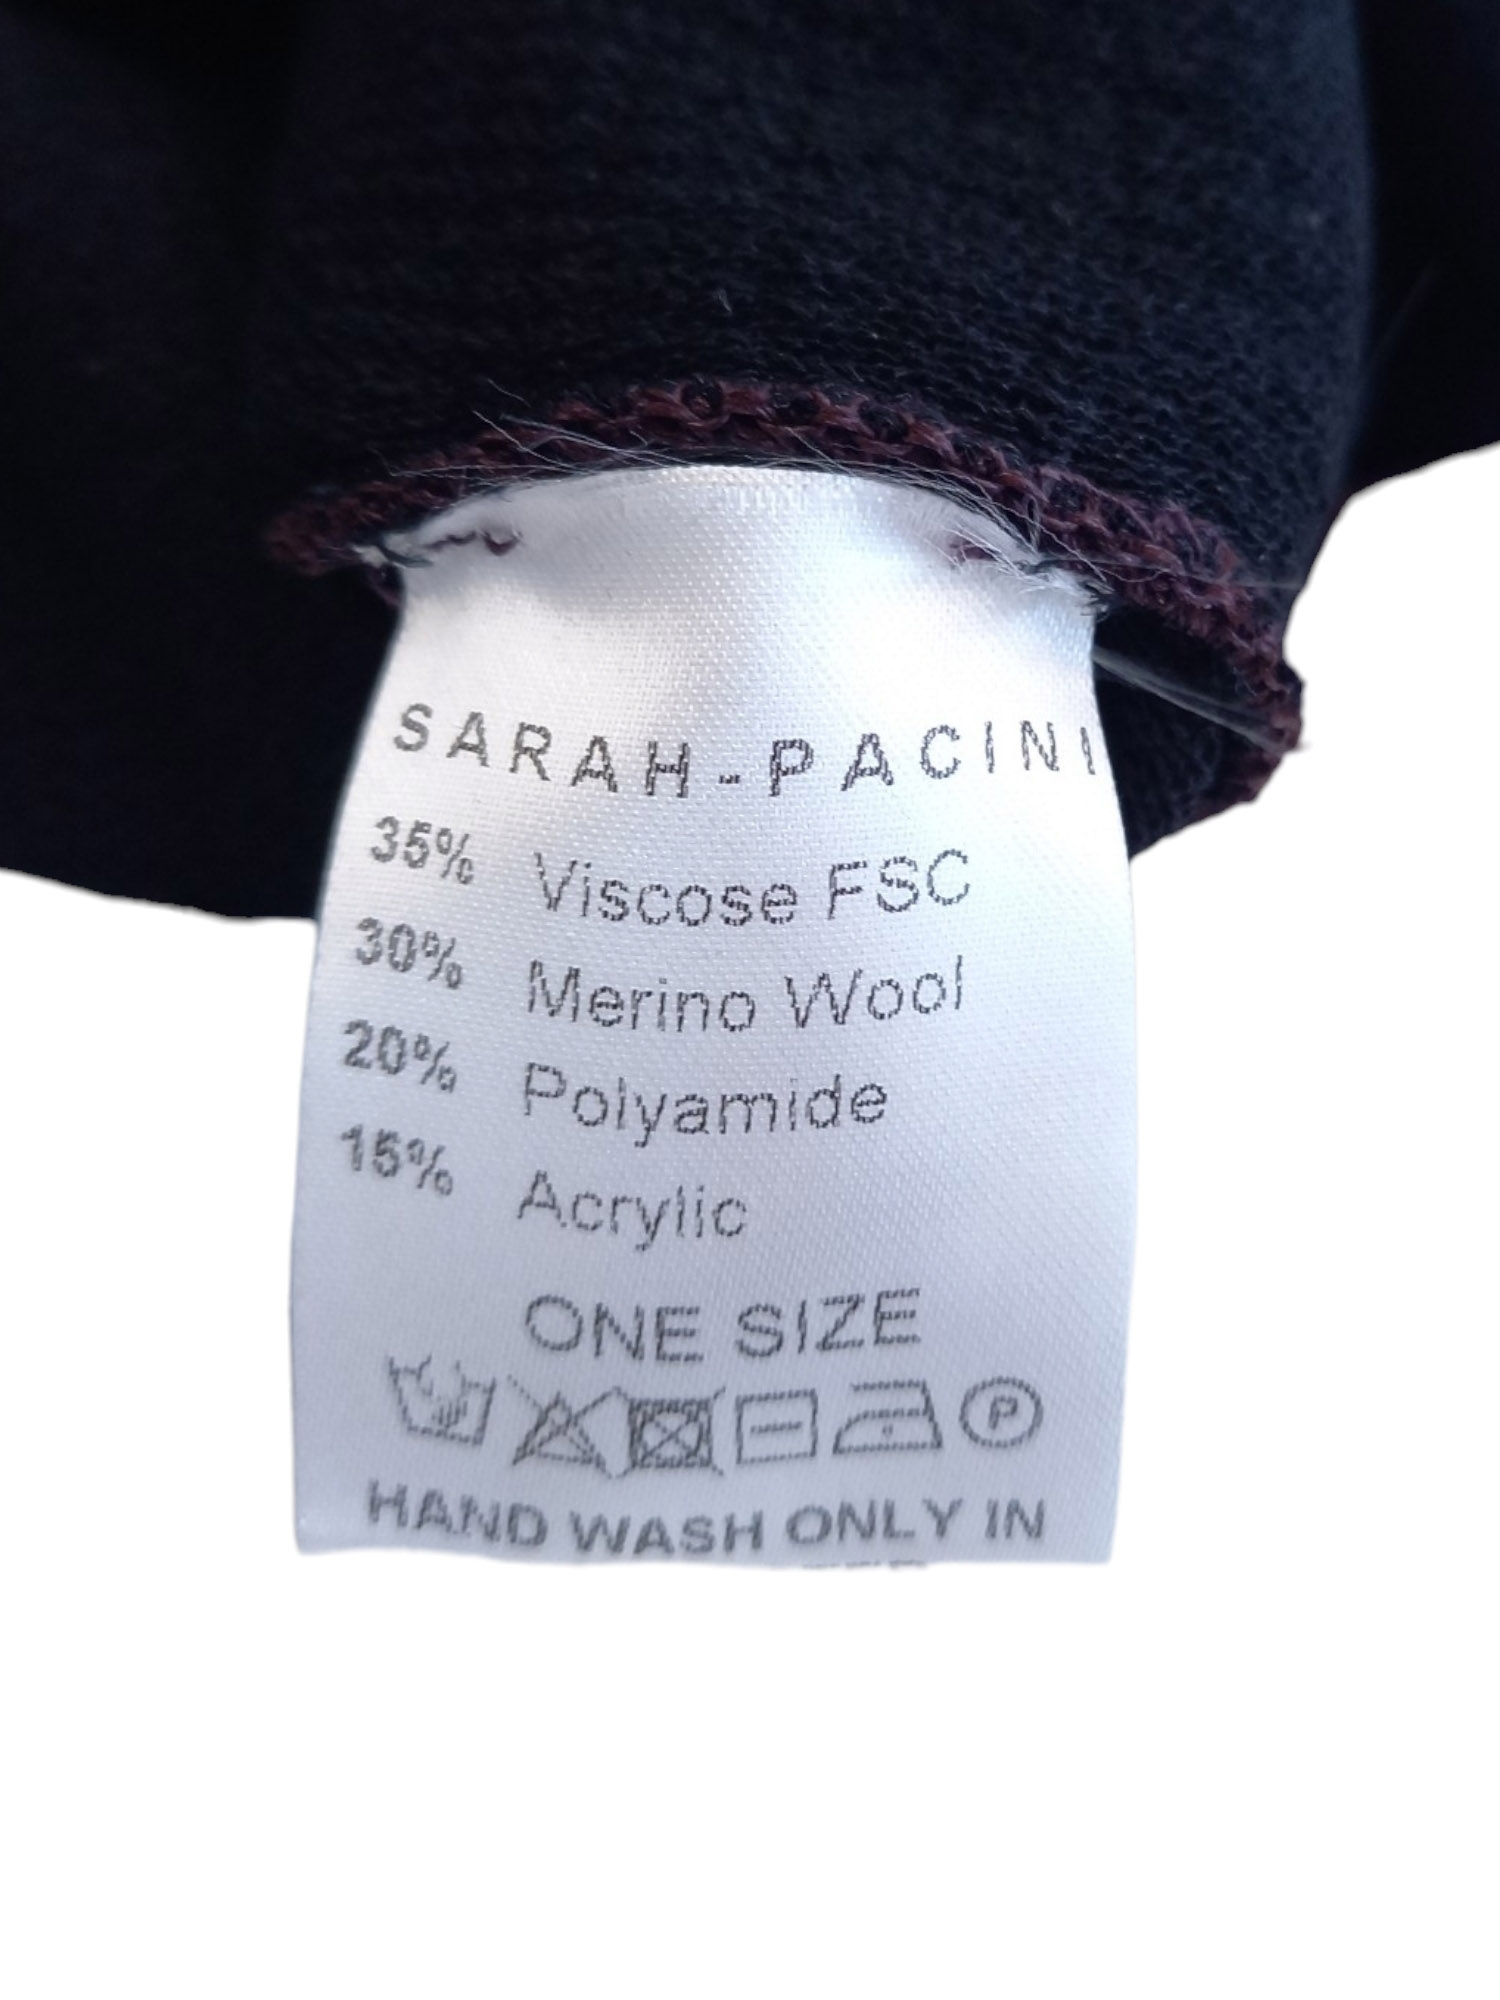 SARAH-PACINI
35% Viscose FSC
30% Merino Wool
20% Polyamide
15% Acrylic
ONE SIZE
P
HAND WASH ONLY IN